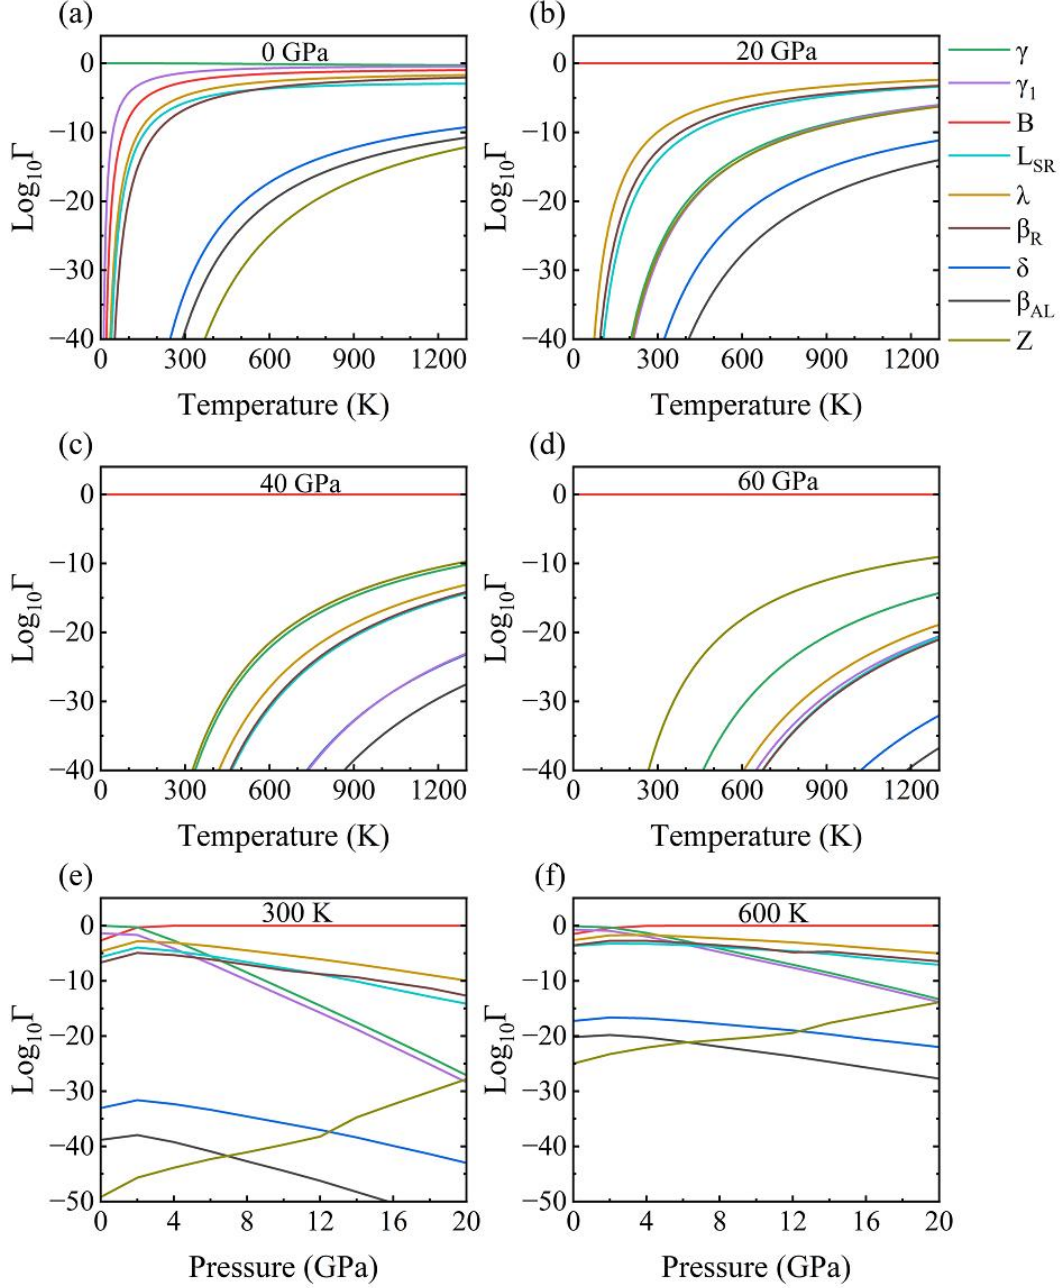 (a)
0 GPa
0
−10
−20
−30
−40
Log₁₀Γ
0 300 600 900 1200
Temperature (K)
(b)
20 GPa
0
−10
−20
−30
−40
Log₁₀Γ
0 300 600 900 1200
Temperature (K)
γ
γ₁
B
L_SR
λ
β_R
δ
β_AL
Z
(c)
40 GPa
0
−10
−20
−30
−40
Log₁₀Γ
0 300 600 900 1200
Temperature (K)
(d)
60 GPa
0
−10
−20
−30
−40
Log₁₀Γ
0 300 600 900 1200
Temperature (K)
(e)
300 K
0
−10
−20
−30
−40
−50
Log₁₀Γ
0 4 8 12 16 20
Pressure (GPa)
(f)
600 K
0
−10
−20
−30
−40
−50
Log₁₀Γ
0 4 8 12 16 20
Pressure (GPa)